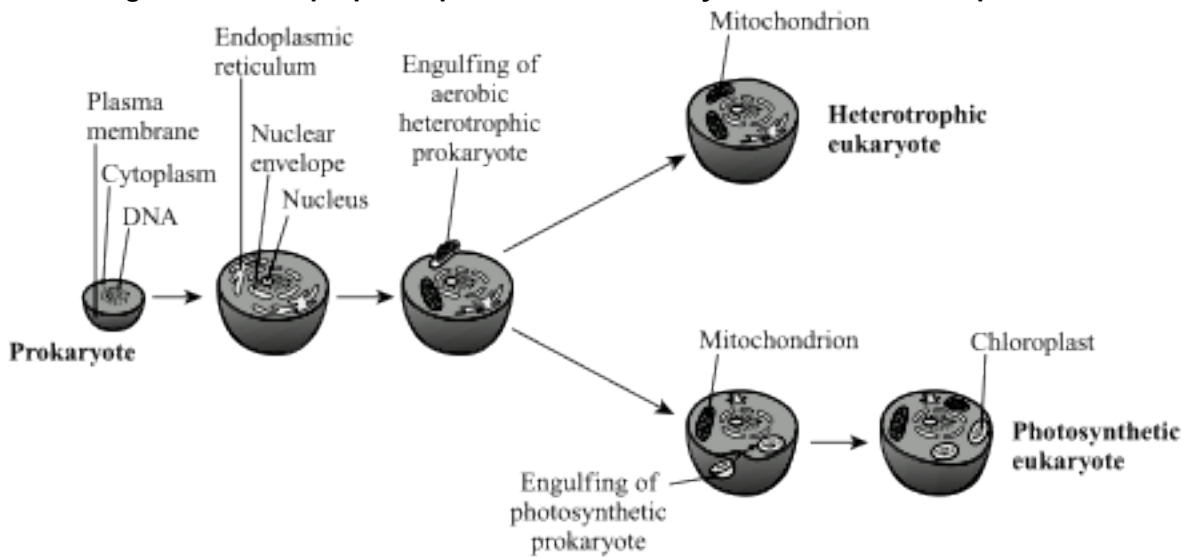 Endoplasmic
reticulum
Plasma
membrane
Cytoplasm
DNA
Nuclear
envelope
Nucleus
Prokaryote
Engulfing of
aerobic
heterotrophic
prokaryote
Mitochondrion
Heterotrophic
eukaryote
Mitochondrion
Engulfing of
photosynthetic
prokaryote
Chloroplast
Photosynthetic
eukaryote